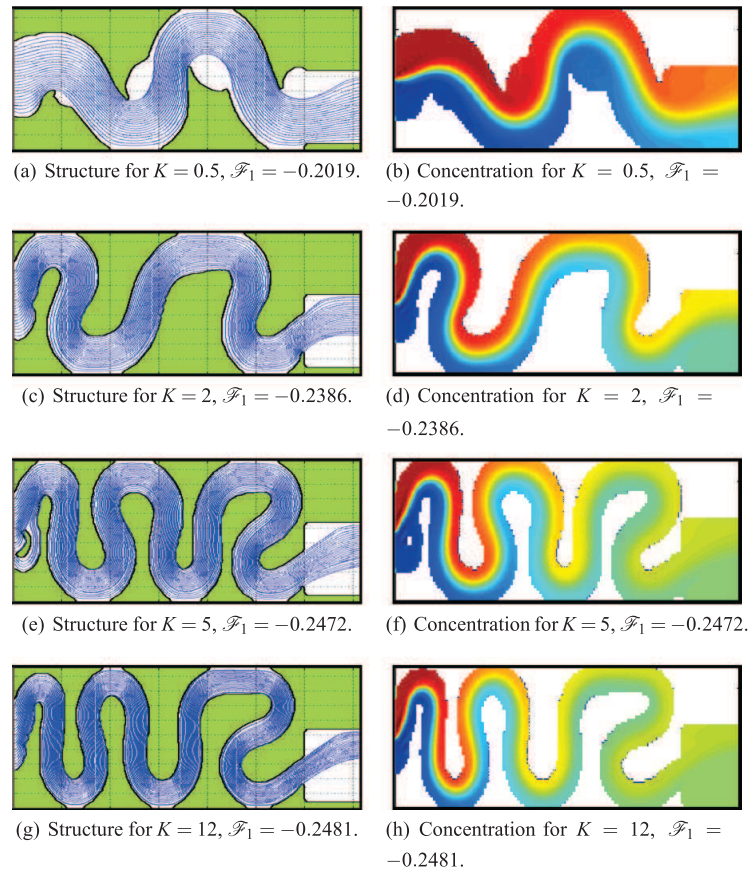 (a) Structure for K = 0.5, ℱ₁ = −0.2019.
(b) Concentration for K = 0.5, ℱ₁ =
−0.2019.
(c) Structure for K = 2, ℱ₁ = −0.2386.
(d) Concentration for K = 2, ℱ₁ =
−0.2386.
(e) Structure for K = 5, ℱ₁ = −0.2472.
(f) Concentration for K = 5, ℱ₁ = −0.2472.
(g) Structure for K = 12, ℱ₁ = −0.2481.
(h) Concentration for K = 12, ℱ₁ =
−0.2481.